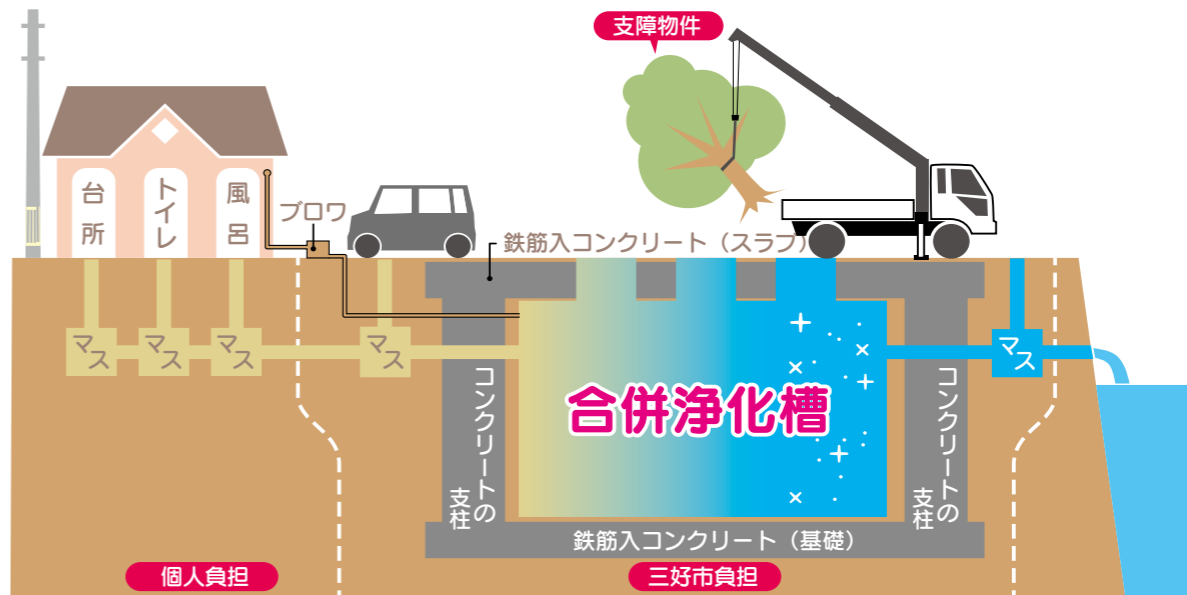 支障物件
台所
トイレ
風呂
ブロワ
鉄筋入コンクリート（スラブ）
マス
マス
マス
マス
マス
合併浄化槽
コンクリートの
支柱
コンクリートの
支柱
鉄筋入コンクリート（基礎）
個人負担
三好市負担